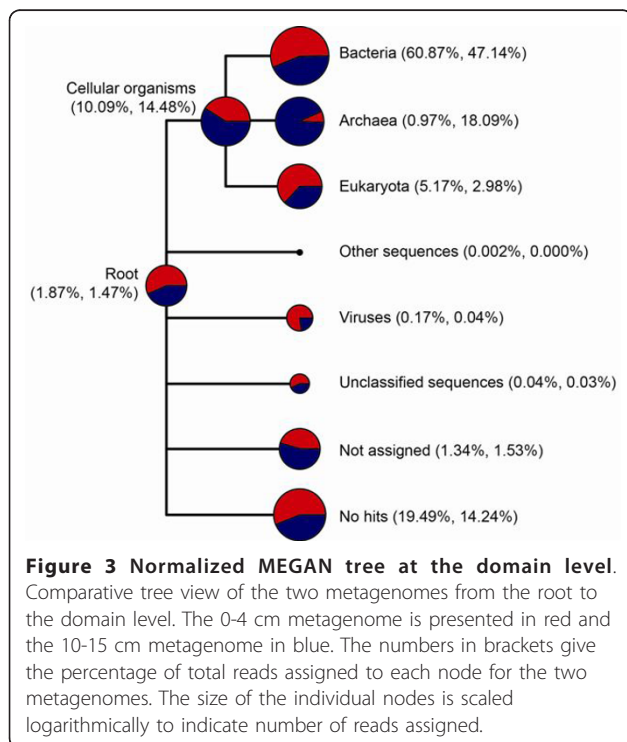 Bacteria (60.87%, 47.14%)
Cellular organisms
(10.09%, 14.48%)
Archaea (0.97%, 18.09%)
Eukaryota (5.17%, 2.98%)
Other sequences (0.002%, 0.000%)
Root
(1.87%, 1.47%)
Viruses (0.17%, 0.04%)
Unclassified sequences (0.04%, 0.03%)
Not assigned (1.34%, 1.53%)
No hits (19.49%, 14.24%)
Figure 3 Normalized MEGAN tree at the domain level.
Comparative tree view of the two metagenomes from the root to
the domain level. The 0-4 cm metagenome is presented in red and
the 10-15 cm metagenome in blue. The numbers in brackets give
the percentage of total reads assigned to each node for the two
metagenomes. The size of the individual nodes is scaled
logarithmically to indicate number of reads assigned.